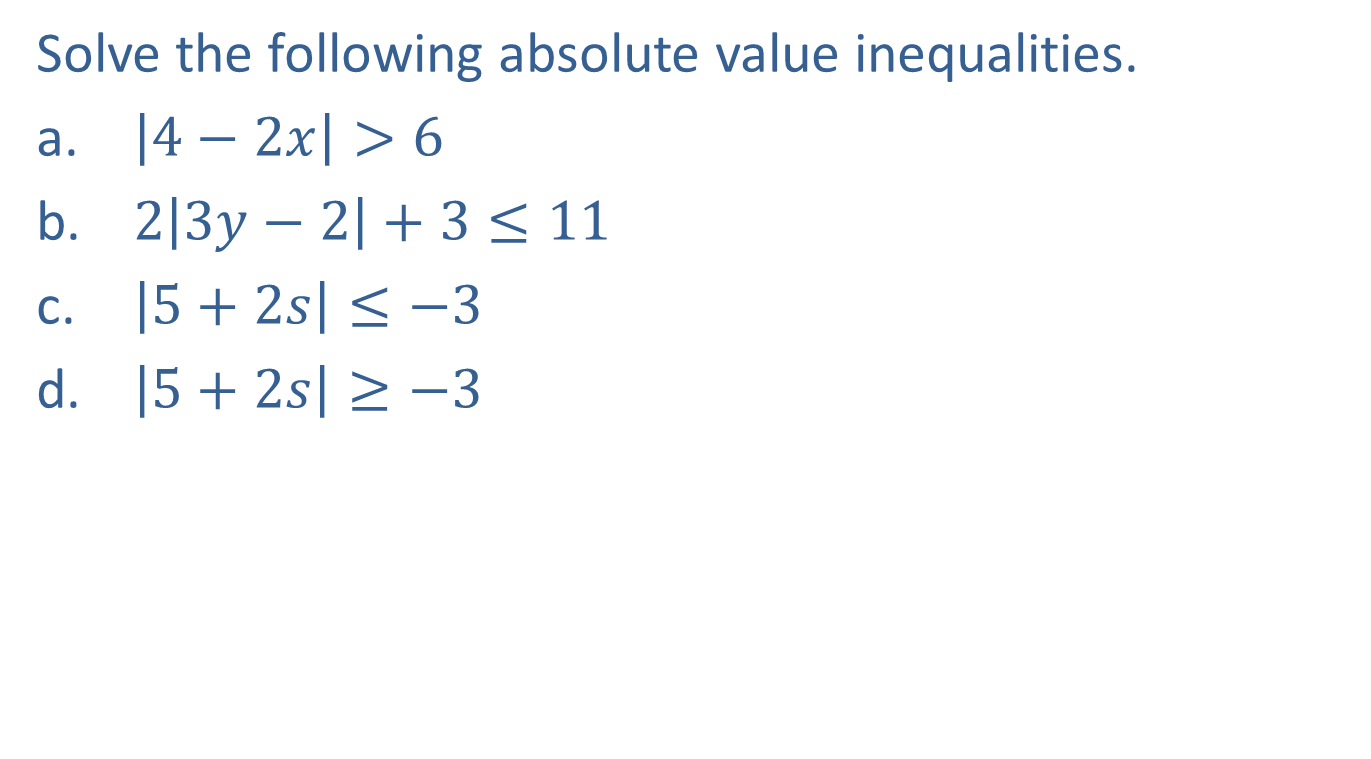 Solve the following absolute value inequalities.
a. |4 − 2x| > 6
b. 2|3y − 2| + 3 ≤ 11
c. |5 + 2s| ≤ −3
d. |5 + 2s| ≥ −3